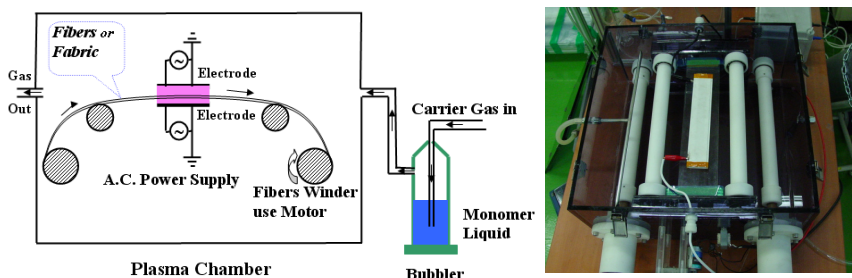 Fibers or
Fabric
Gas
Out
Electrode
Electrode
A.C. Power Supply
Fibers Winder
use Motor
Carrier Gas in
Monomer
Liquid
Plasma Chamber
Bubbler